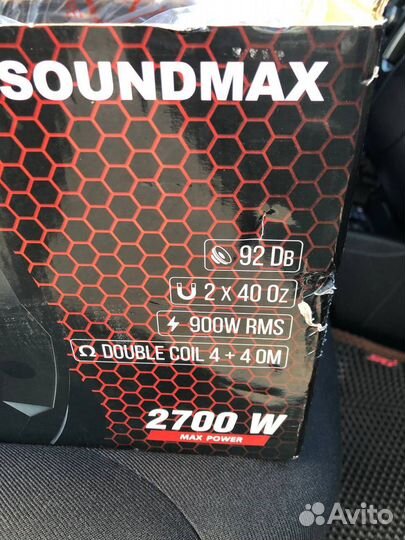 SOUNDMAX
92 DB
2 X 40 OZ
900W RMS
Ω DOUBLE COIL 4 + 4 OM
2700 W
MAX POWER
Avito